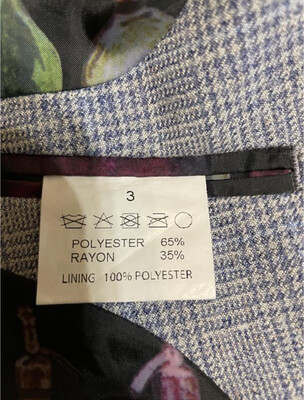 3
POLYESTER 65%
RAYON 35%
LINING 100% POLYESTER